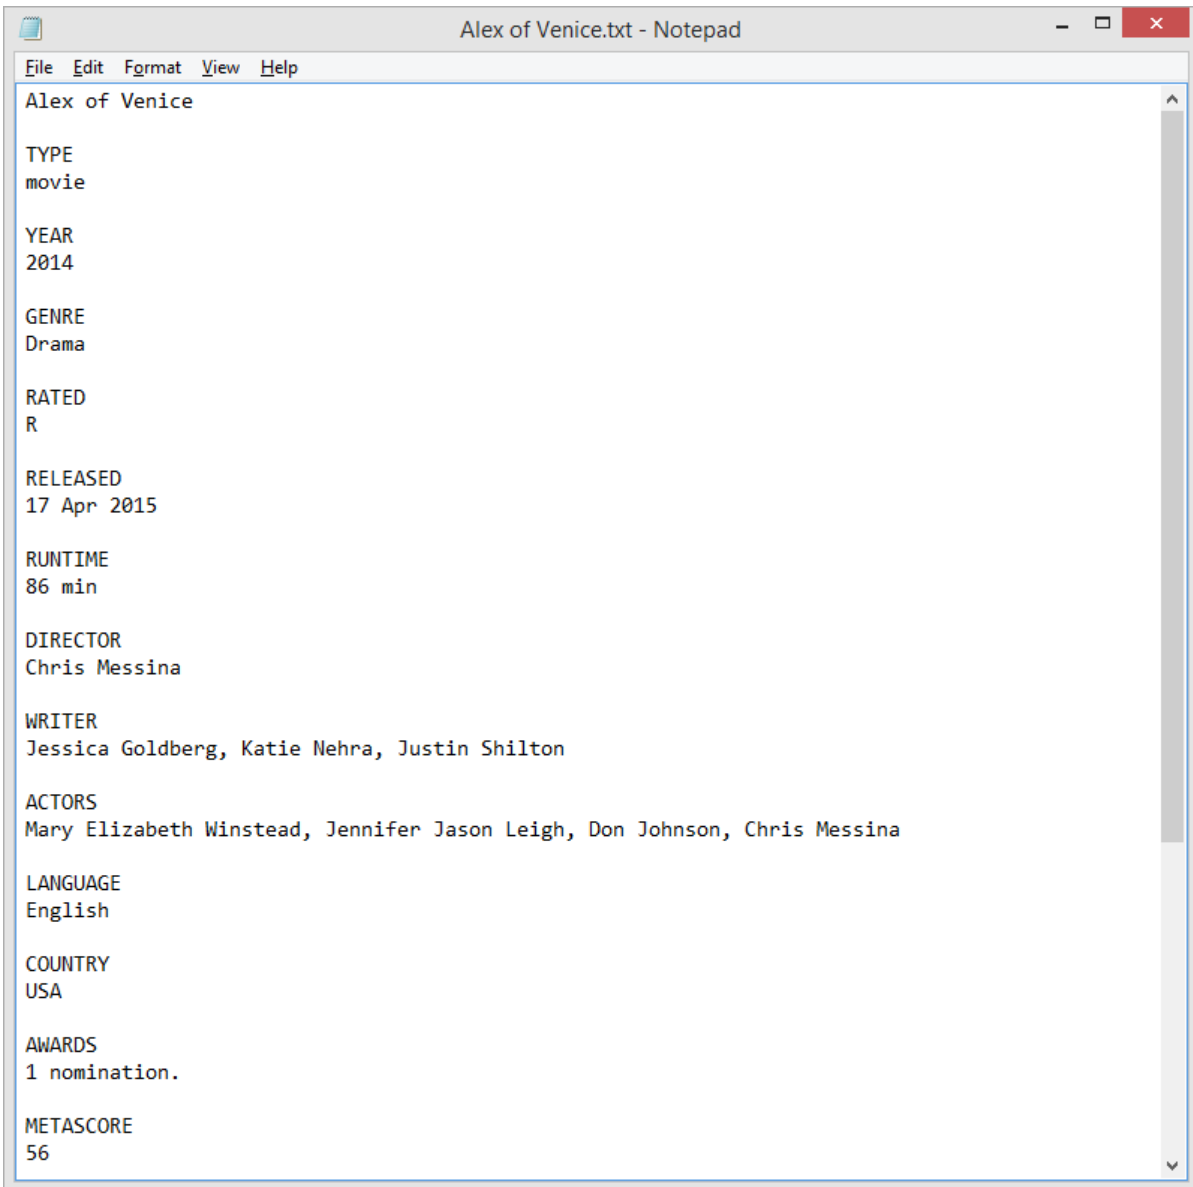 Alex of Venice.txt - Notepad
File Edit Format View Help
Alex of Venice
TYPE
movie
YEAR
2014
GENRE
Drama
RATED
R
RELEASED
17 Apr 2015
RUNTIME
86 min
DIRECTOR
Chris Messina
WRITER
Jessica Goldberg, Katie Nehra, Justin Shilton
ACTORS
Mary Elizabeth Winstead, Jennifer Jason Leigh, Don Johnson, Chris Messina
LANGUAGE
English
COUNTRY
USA
AWARDS
1 nomination.
METASCORE
56